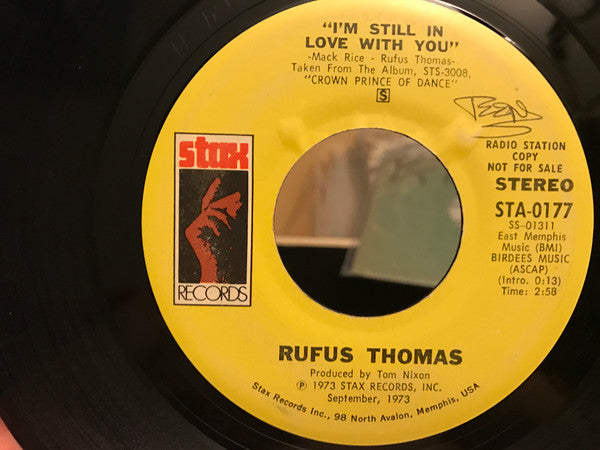 "I'M STILL IN
LOVE WITH YOU"
-Mack Rice - Rufus Thomas-
Taken From The Album, STS-3008,
"CROWN PRINCE OF DANCE"
S
RADIO STATION
COPY
NOT FOR SALE
STEREO
STA-0177
SS-01311
East Memphis
Music (BMI)
BIRDEES MUSIC
(ASCAP)
(Intro. 0:13)
Time: 2:58
stax
RECORDS
RUFUS THOMAS
Produced by Tom Nixon
℗ 1973 STAX RECORDS, INC.
September, 1973
Stax Records Inc., 98 North Avalon, Memphis, USA